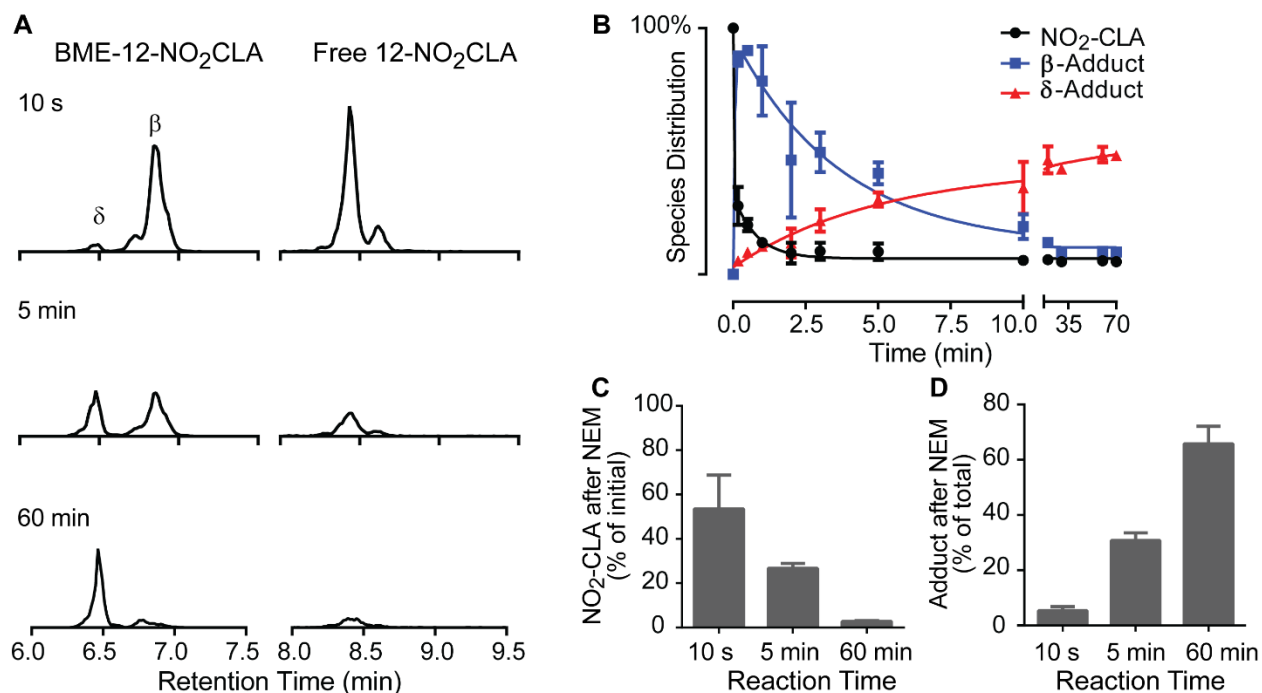 A
BME-12-NO2CLA
Free 12-NO2CLA
10 s
δ
β
5 min
60 min
6.0 6.5 7.0 7.5 8.0 8.5 9.0 9.5
Retention Time (min)
B
100%
Species Distribution
NO2-CLA
β-Adduct
δ-Adduct
0.0 2.5 5.0 7.5 10.0 35 70
Time (min)
C
NO2-CLA after NEM
(% of initial)
100
80
60
40
20
0
10 s 5 min 60 min
Reaction Time
D
Adduct after NEM
(% of total)
80
60
40
20
0
10 s 5 min 60 min
Reaction Time